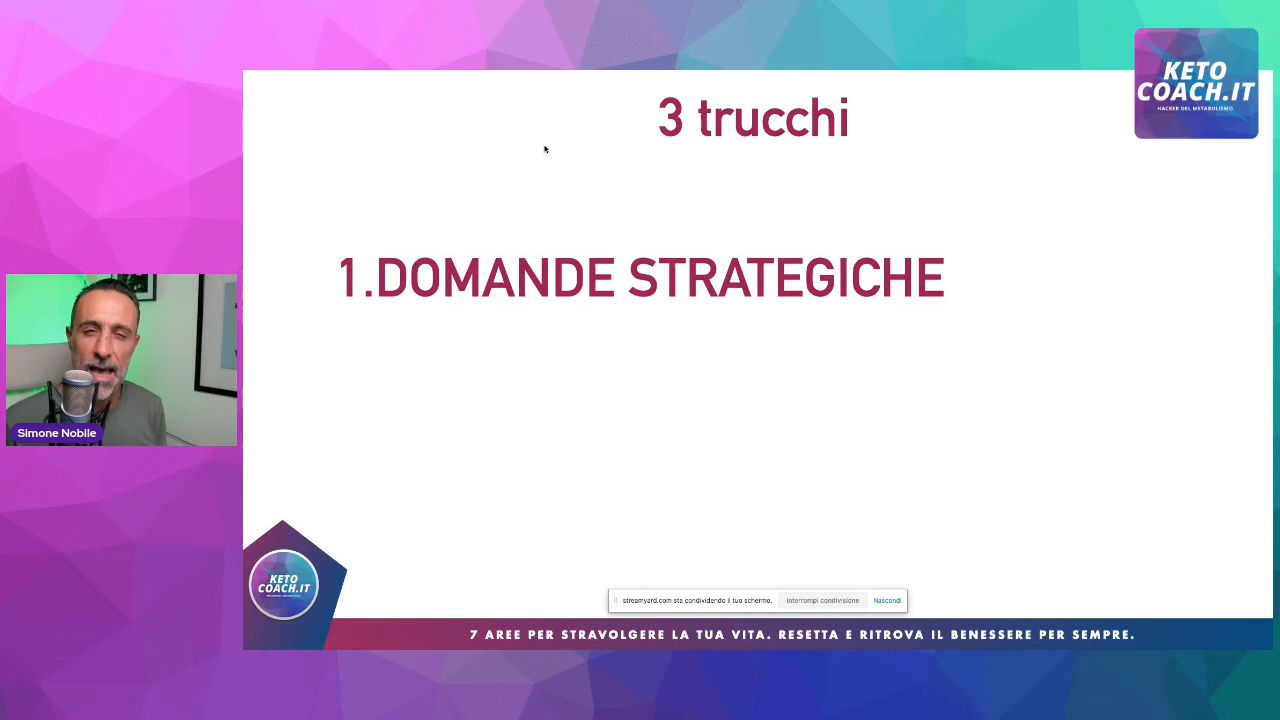 KETO
COACH.IT
HACKER DEL METABOLISMO
3 trucchi
1.DOMANDE STRATEGICHE
Simone Nobile
KETO
COACH.IT
streamyard.com sta condividendo il tuo schermo.
Interrompi condivisione
Nascondi
7 AREE PER STRAVOLGERE LA TUA VITA. RESETTA E RITROVA IL BENESSERE PER SEMPRE.